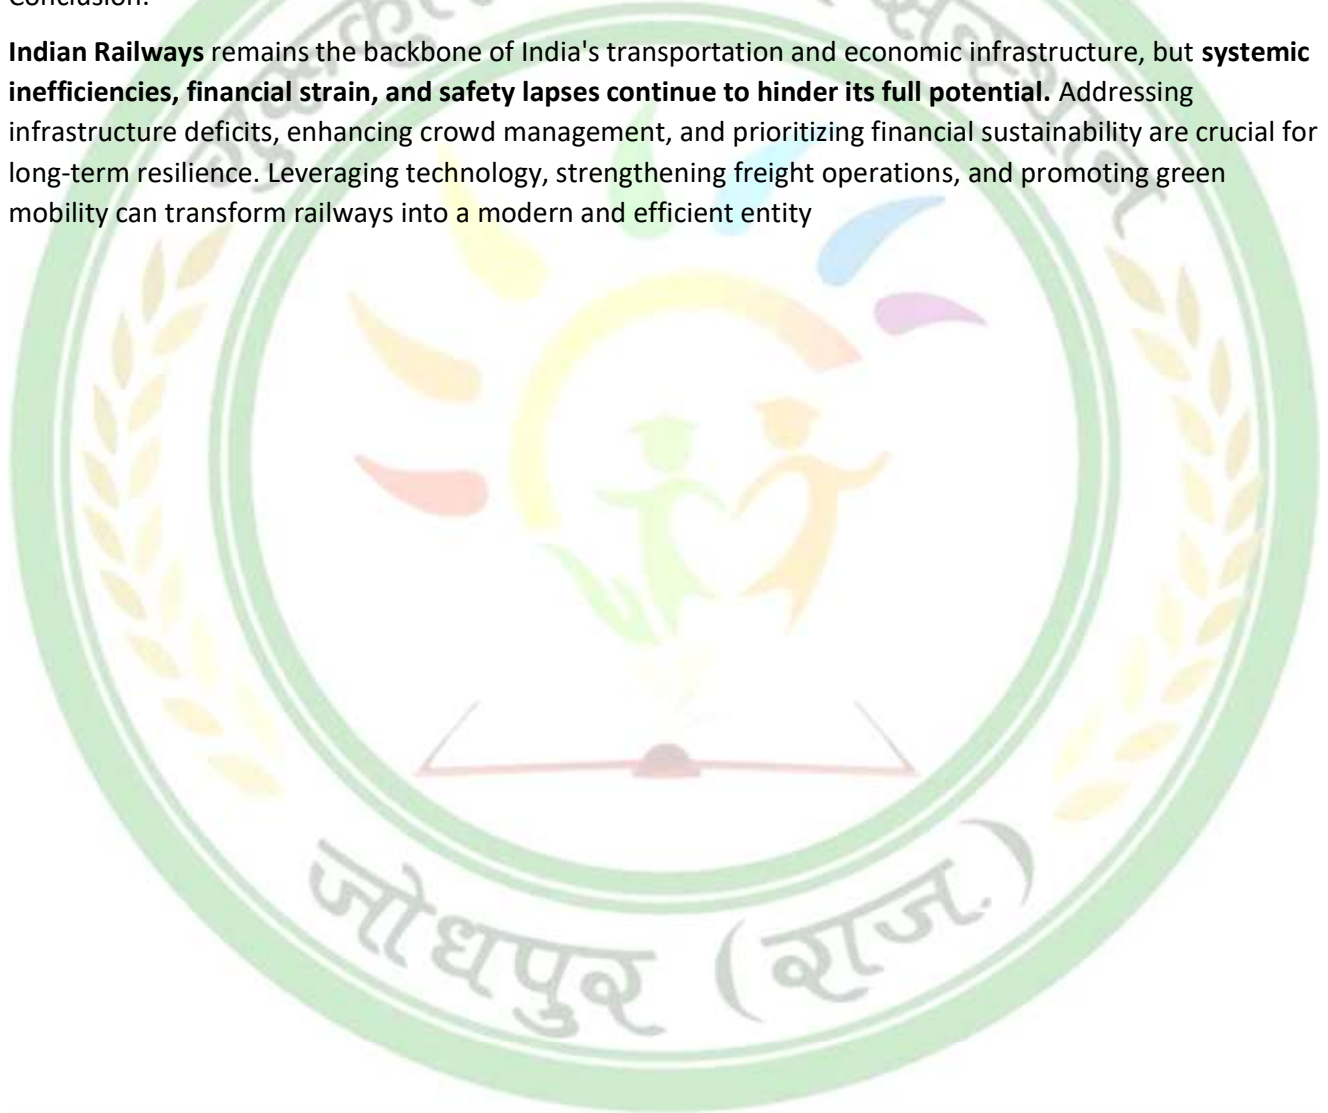 Conclusion:
Indian Railways remains the backbone of India's transportation and economic infrastructure, but systemic
inefficiencies, financial strain, and safety lapses continue to hinder its full potential. Addressing
infrastructure deficits, enhancing crowd management, and prioritizing financial sustainability are crucial for
long-term resilience. Leveraging technology, strengthening freight operations, and promoting green
mobility can transform railways into a modern and efficient entity
जोधपुर (राज.)